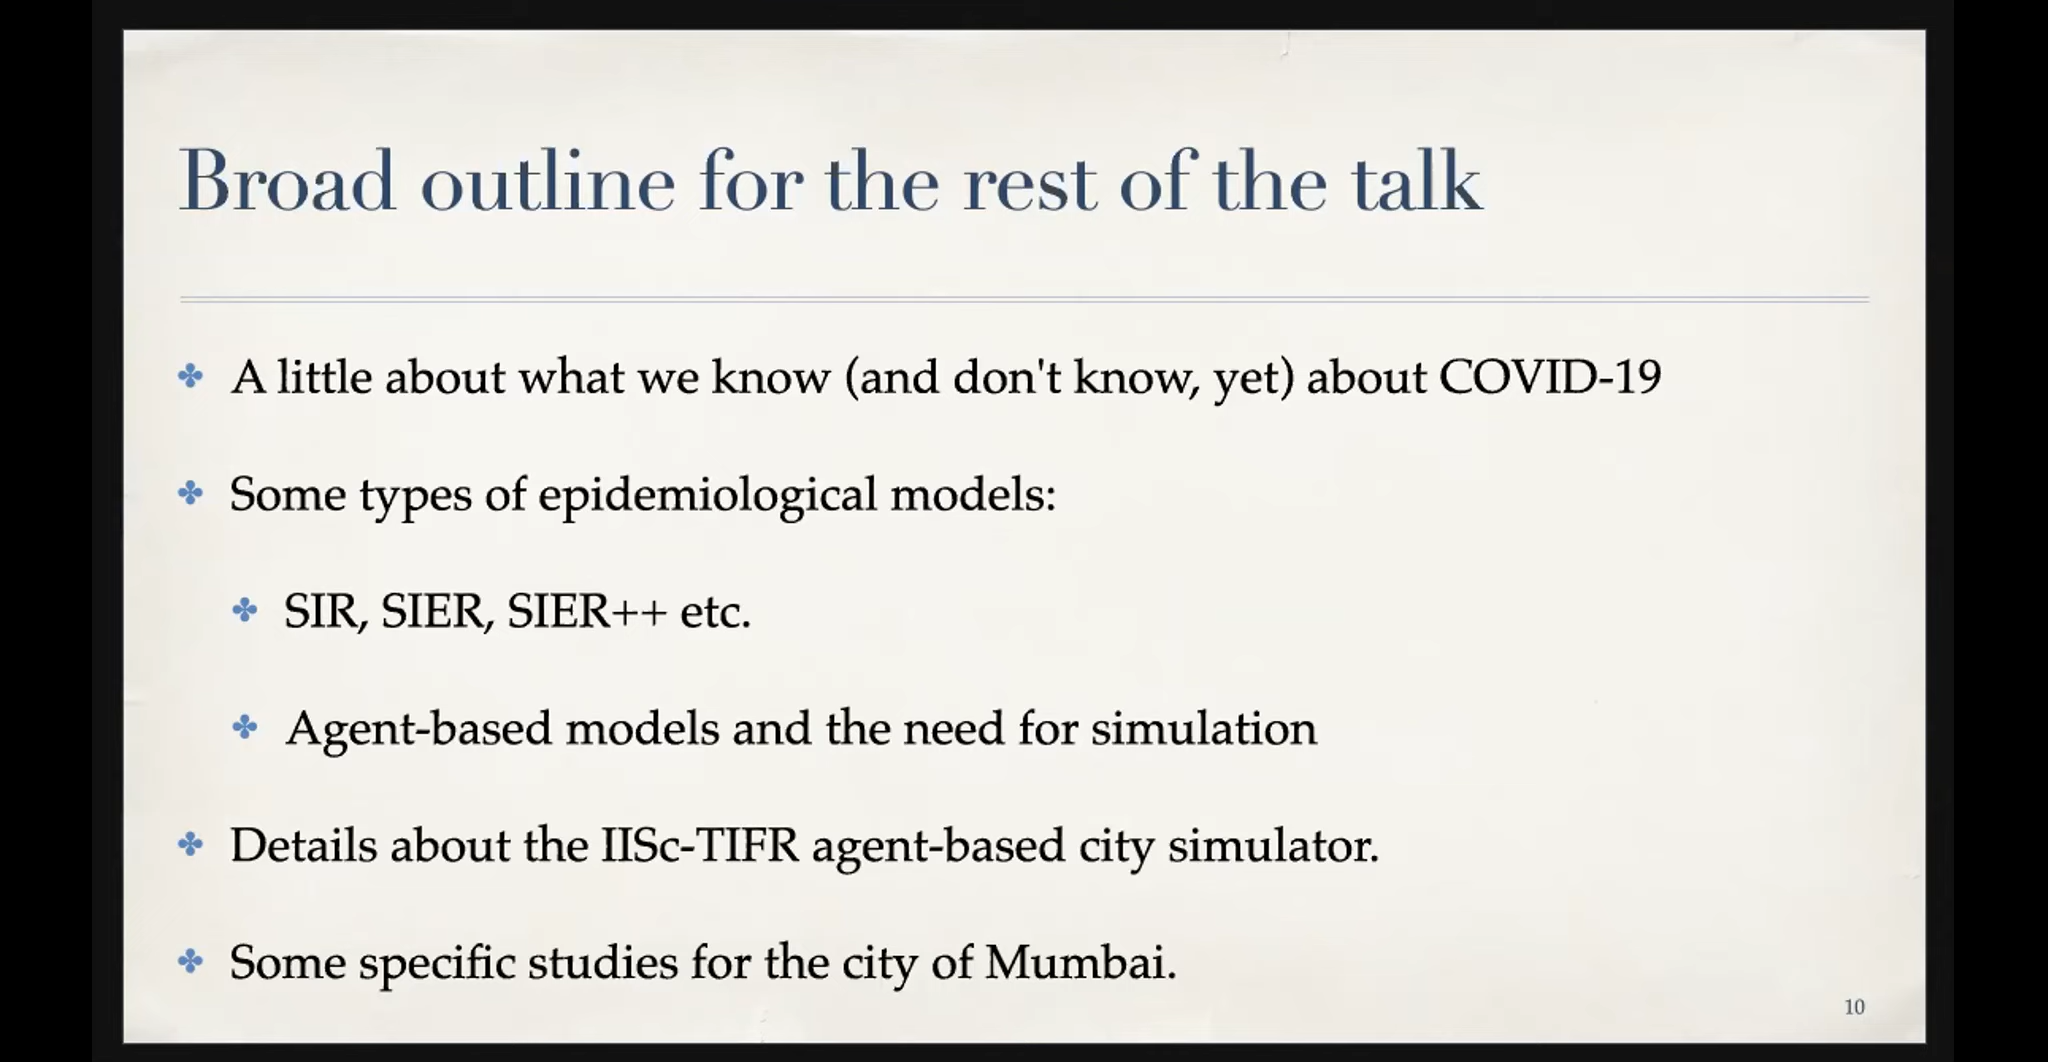 Broad outline for the rest of the talk
A little about what we know (and don't know, yet) about COVID-19
Some types of epidemiological models:
SIR, SIER, SIER++ etc.
Agent-based models and the need for simulation
Details about the IISc-TIFR agent-based city simulator.
Some specific studies for the city of Mumbai.
10